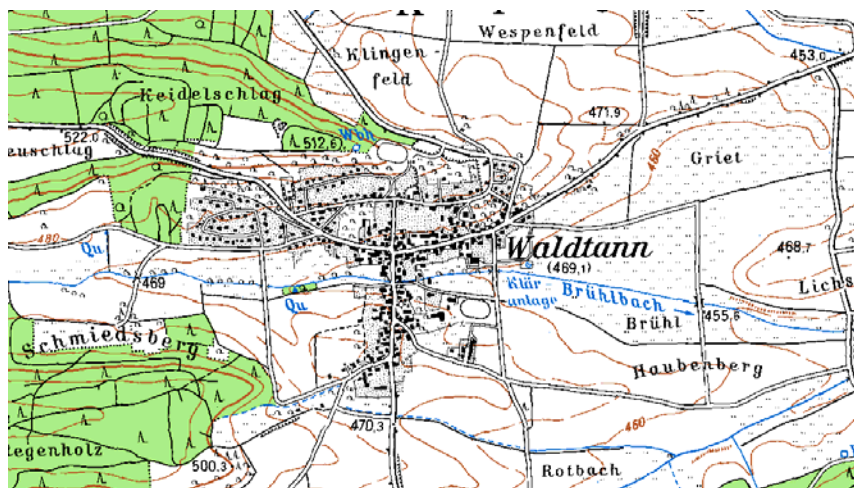 Wespenfeld
Klingen-
feld
453,0
Keidelschlag
471,9
522,0
Wbh
512,6
euschlag
Griet
460
480
Qu
Waldtann
(469,1)
468,7
469
Klär
anlage
Brühlbach
Lichs
Qu
Brühl
455,6
Schmiedsberg
Haubenberg
470,3
460
tegenholz
500.3
Rotbach